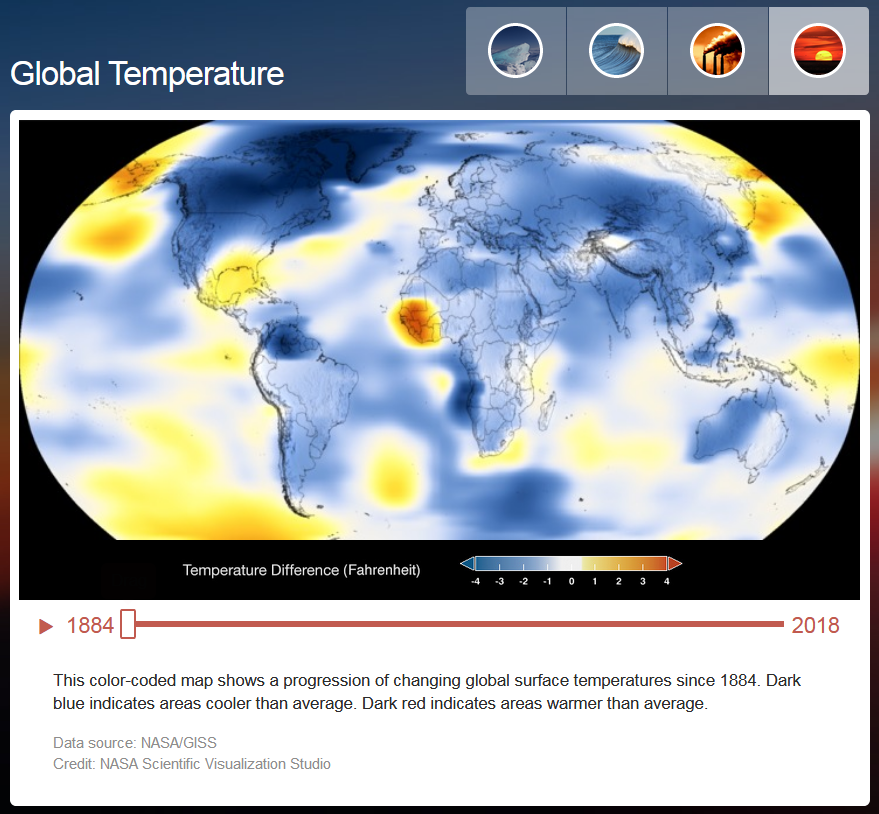 Global Temperature
Temperature Difference (Fahrenheit)
-4 -3 -2 -1 0 1 2 3 4
1884 2018
This color-coded map shows a progression of changing global surface temperatures since 1884. Dark
blue indicates areas cooler than average. Dark red indicates areas warmer than average.
Data source: NASA/GISS
Credit: NASA Scientific Visualization Studio